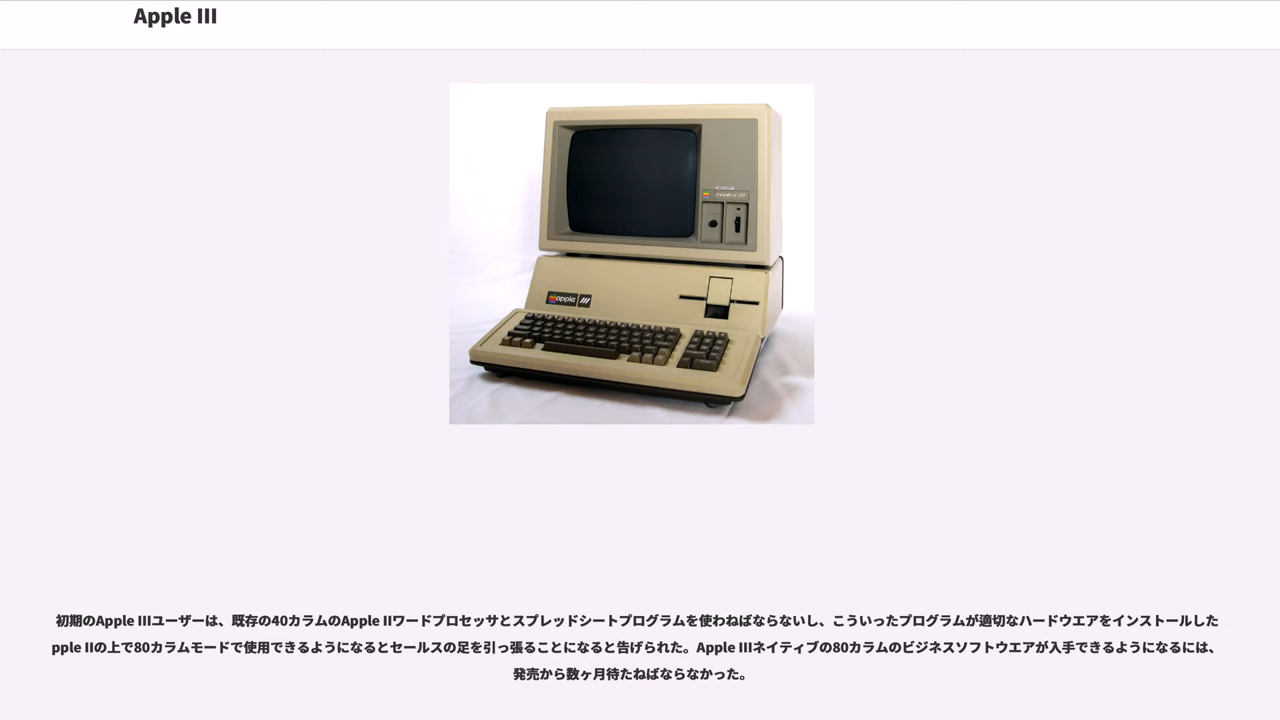 Apple III
apple ///
初期のApple IIIユーザーは、既存の40カラムのApple IIワードプロセッサとスプレッドシートプログラムを使わねばならないし、こういったプログラムが適切なハードウエアをインストールした
pple IIの上で80カラムモードで使用できるようになるとセールスの足を引っ張ることになると告げられた。Apple IIIネイティブの80カラムのビジネスソフトウエアが入手できるようになるには、
発売から数ヶ月待たねばならなかった。